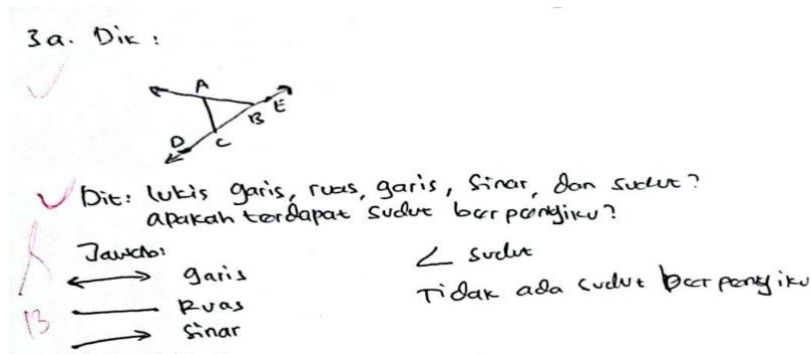 3a. Dik :
A
B
E
D
C
Dit: lukis garis, ruas, garis, sinar, dan sudut?
apakah terdapat sudut berpenyiku?
Jawab:
garis
Ruas
Sinar
∠ sudut
Tidak ada sudut berpenyiku
B